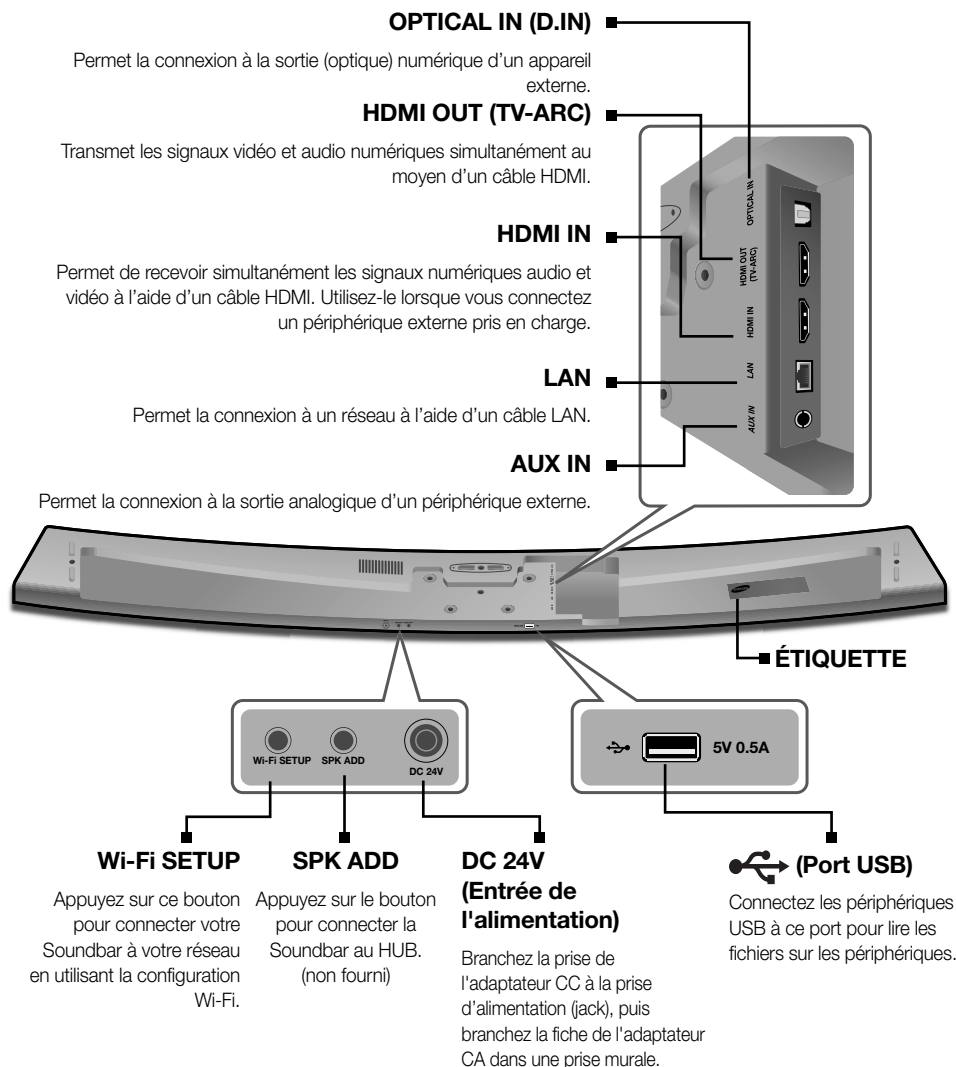 OPTICAL IN (D.IN)
Permet la connexion à la sortie (optique) numérique d’un appareil
externe.
HDMI OUT (TV-ARC)
Transmet les signaux vidéo et audio numériques simultanément au
moyen d’un câble HDMI.
HDMI IN
Permet de recevoir simultanément les signaux numériques audio et
vidéo à l’aide d’un câble HDMI. Utilisez-le lorsque vous connectez
un périphérique externe pris en charge.
LAN
Permet la connexion à un réseau à l’aide d’un câble LAN.
AUX IN
Permet la connexion à la sortie analogique d’un périphérique externe.
OPTICAL IN
HDMI OUT
(TV-ARC)
HDMI IN
LAN
AUX IN
ÉTIQUETTE
Wi-Fi SETUP
SPK ADD
DC 24V
5V 0.5A
Wi-Fi SETUP
Appuyez sur ce bouton
pour connecter votre
Soundbar à votre réseau
en utilisant la configuration
Wi-Fi.
SPK ADD
Appuyez sur le bouton
pour connecter la
Soundbar au HUB.
(non fourni)
DC 24V
(Entrée de
l'alimentation)
Branchez la prise de
l'adaptateur CC à la prise
d’alimentation (jack), puis
branchez la fiche de l'adaptateur
CA dans une prise murale.
(Port USB)
Connectez les périphériques
USB à ce port pour lire les
fichiers sur les périphériques.